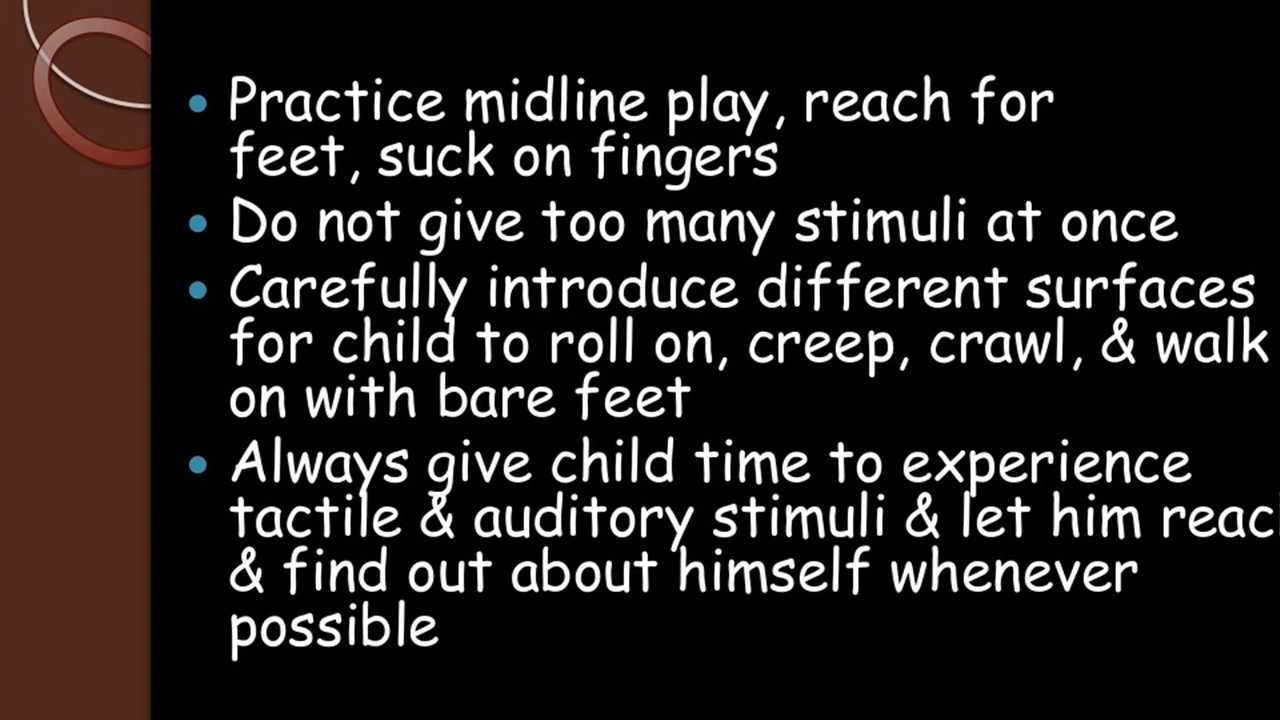 • Practice midline play, reach for
feet, suck on fingers
• Do not give too many stimuli at once
• Carefully introduce different surfaces
for child to roll on, creep, crawl, & walk
on with bare feet
• Always give child time to experience
tactile & auditory stimuli & let him reac
& find out about himself whenever
possible